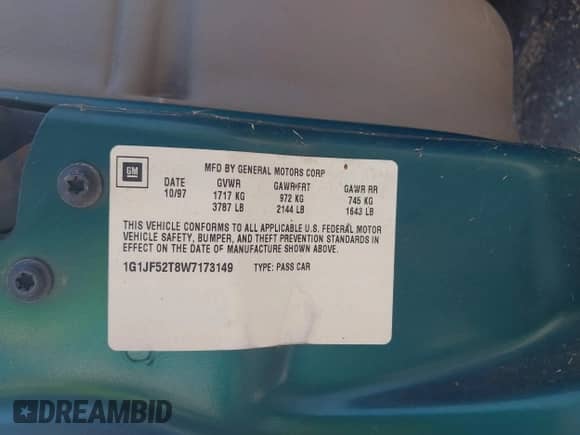 GM
MFD BY GENERAL MOTORS CORP
DATE GVWR GAWR FRT GAWR RR
10/97 1717 KG 972 KG 745 KG
3787 LB 2144 LB 1643 LB
THIS VEHICLE CONFORMS TO ALL APPLICABLE U.S. FEDERAL MOTOR
VEHICLE SAFETY, BUMPER, AND THEFT PREVENTION STANDARDS IN
EFFECT ON THE DATE OF MANUFACTURE SHOWN ABOVE.
1G1JF52T8W7173149 TYPE: PASS CAR
DREAMBID